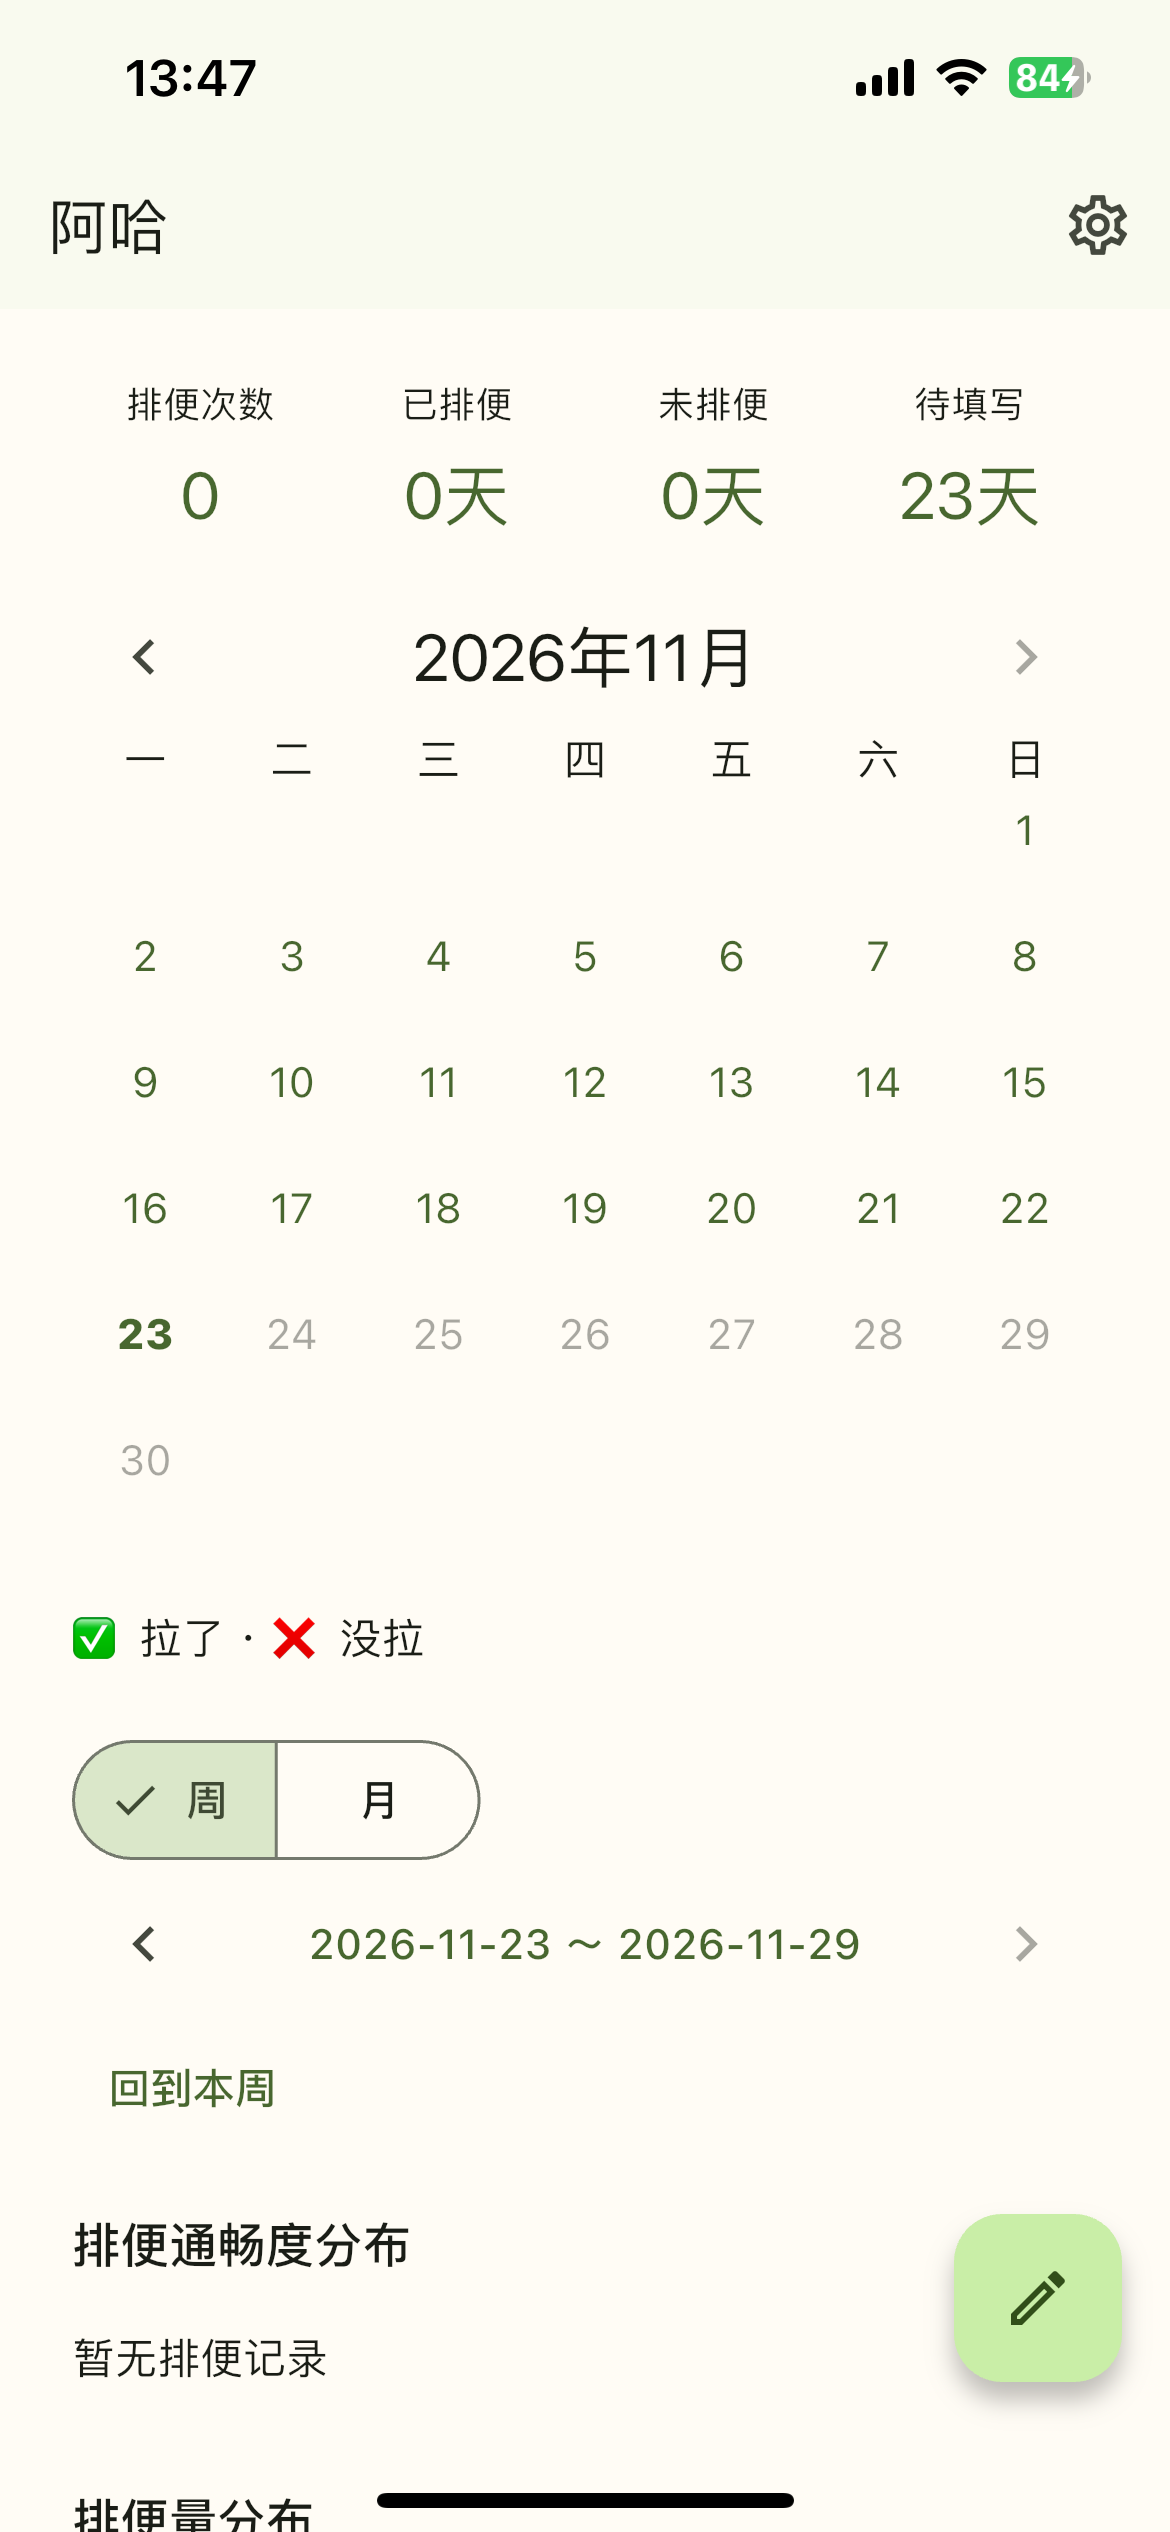 13:47 84
阿哈
排便次数 已排便 未排便 待填写
0 0天 0天 23天
2026年11月
一 二 三 四 五 六 日
1
2 3 4 5 6 7 8
9 10 11 12 13 14 15
16 17 18 19 20 21 22
23 24 25 26 27 28 29
30
✅ 拉了 · ❌ 没拉
周 月
2026-11-23 ～ 2026-11-29
回到本周
排便通畅度分布
暂无排便记录
排便量分布